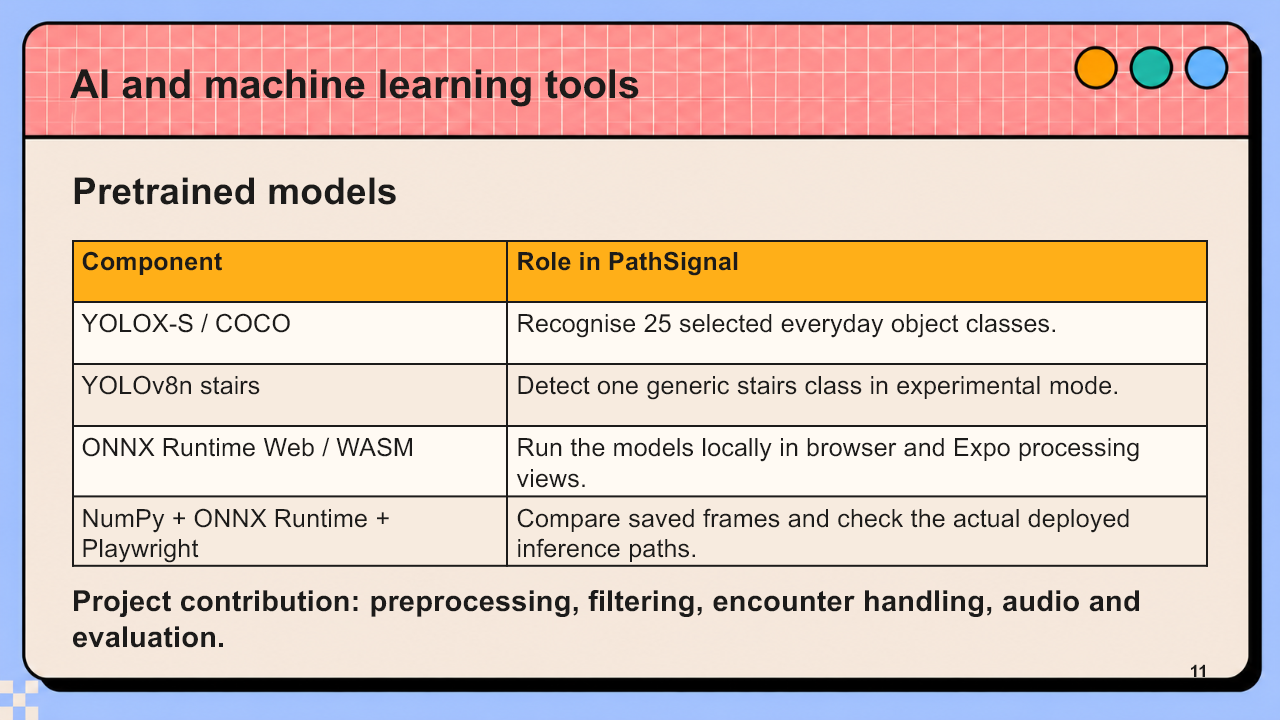 AI and machine learning tools
Pretrained models
Component
Role in PathSignal
YOLOX-S / COCO
Recognise 25 selected everyday object classes.
YOLOv8n stairs
Detect one generic stairs class in experimental mode.
ONNX Runtime Web / WASM
Run the models locally in browser and Expo processing
views.
NumPy + ONNX Runtime +
Playwright
Compare saved frames and check the actual deployed
inference paths.
Project contribution: preprocessing, filtering, encounter handling, audio and
evaluation.
11